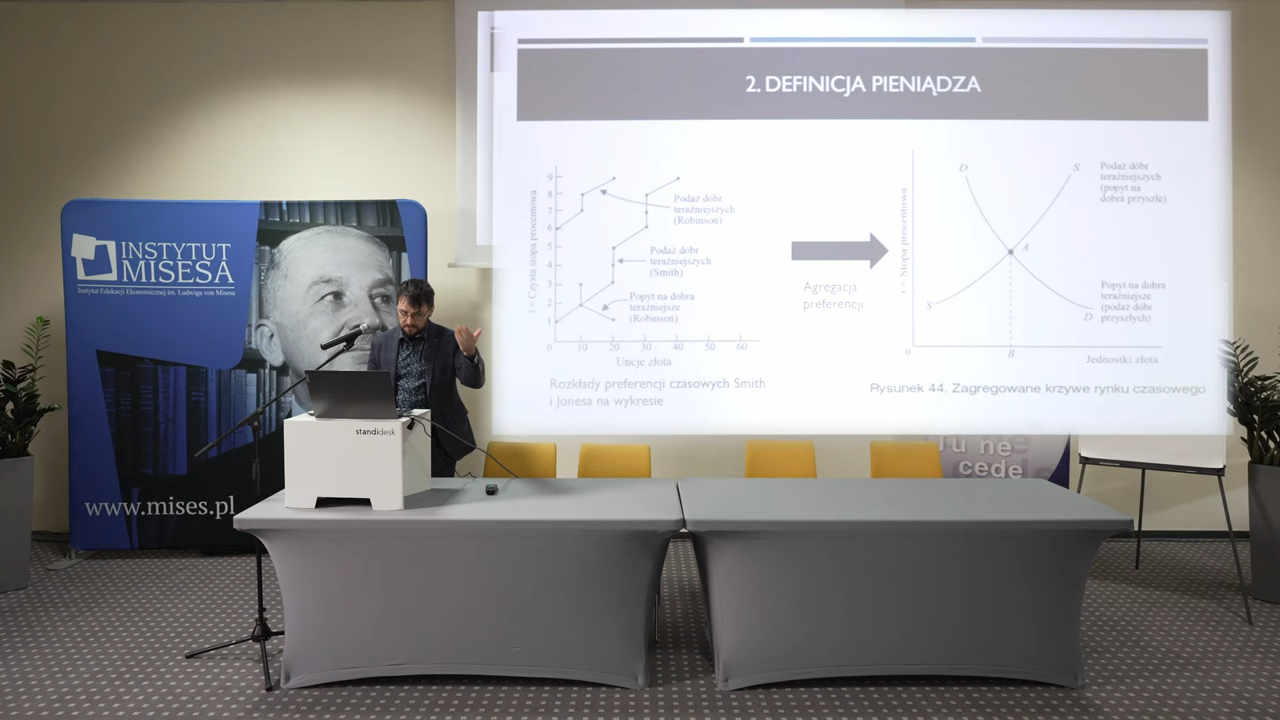 INSTYTUT
MISESA
Instytut Edukacji Ekonomicznej im. Ludwiga von Misesa
www.mises.pl
standidesk
2. DEFINICJA PIENIĄDZA
i = Czysta stopa procentowa
9
8
7
6
5
4
3
2
1
0
10
20
30
40
50
60
Uncje złota
Podaż dóbr
teraźniejszych
(Robinson)
Podaż dóbr
teraźniejszych
(Smith)
Popyt na dobra
teraźniejsze
(Robinson)
Rozkłady preferencji czasowych Smith
i Jonesa na wykresie
Agregacja
preferencji
i = Stopa procentowa
D
S
A
S
D
0
B
Jednostki złota
Podaż dóbr
teraźniejszych
(popyt na
dobra przyszłe)
Popyt na dobra
teraźniejsze
(podaż dóbr
przyszłych)
Rysunek 44. Zagregowane krzywe rynku czasowego
Tu ne
cede